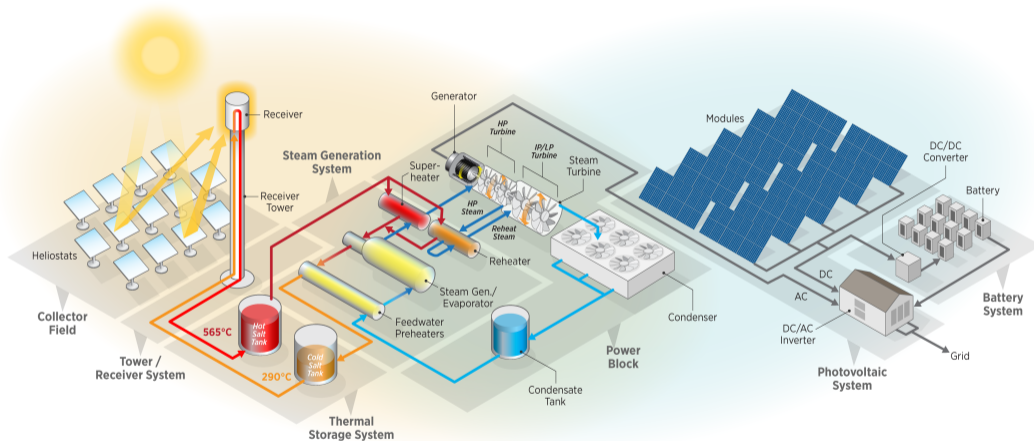 Receiver
Receiver
Tower
Heliostats
Collector
Field
Tower /
Receiver System
565°C
Hot
Salt
Tank
290°C
Cold
Salt
Tank
Thermal
Storage System
Steam Generation
System
Super-
heater
Reheater
Steam Gen./
Evaporator
Feedwater
Preheaters
Generator
HP
Turbine
IP/LP
Turbine
Steam
Turbine
HP
Steam
Reheat
Steam
Condenser
Condensate
Tank
Power
Block
Modules
DC/DC
Converter
Battery
Battery
System
DC
AC
DC/AC
Inverter
Grid
Photovoltaic
System